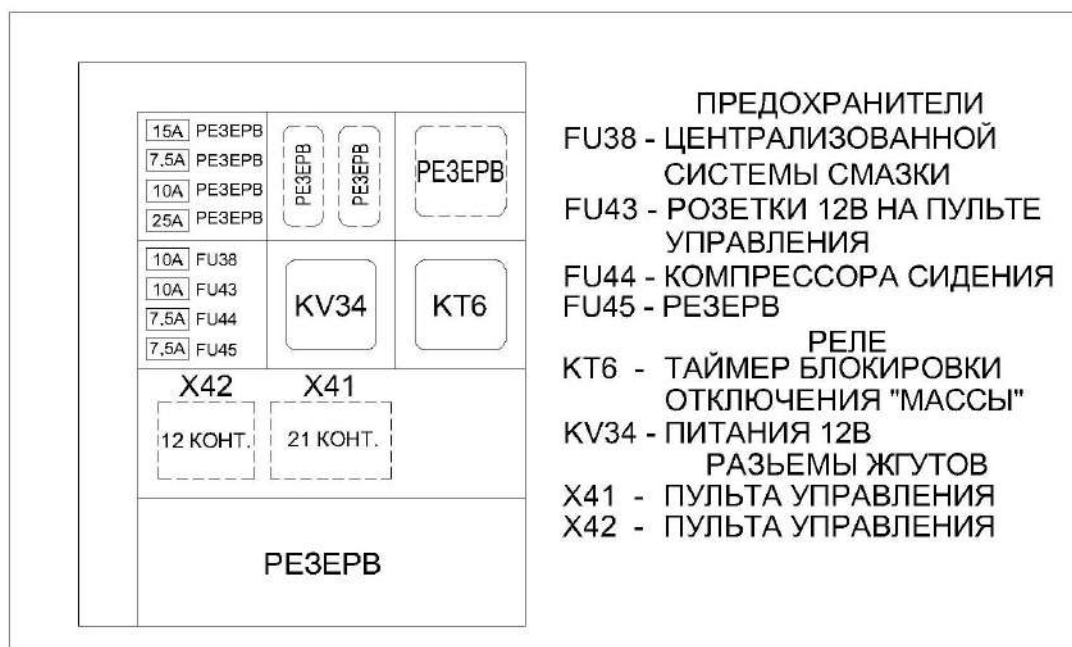 15А РЕЗЕРВ
7.5А РЕЗЕРВ
10А РЕЗЕРВ
25А РЕЗЕРВ
РЕЗЕРВ
РЕЗЕРВ
РЕЗЕРВ
10А FU38
10А FU43
7.5А FU44
7.5А FU45
KV34
KT6
X42
X41
12 КОНТ.
21 КОНТ.
РЕЗЕРВ
ПРЕДОХРАНИТЕЛИ
FU38 - ЦЕНТРАЛИЗОВАННОЙ
СИСТЕМЫ СМАЗКИ
FU43 - РОЗЕТКИ 12В НА ПУЛЬТЕ
УПРАВЛЕНИЯ
FU44 - КОМПРЕССОРА СИДЕНИЯ
FU45 - РЕЗЕРВ
РЕЛЕ
KT6 - ТАЙМЕР БЛОКИРОВКИ
ОТКЛЮЧЕНИЯ "МАССЫ"
KV34 - ПИТАНИЯ 12В
РАЗЬЕМЫ ЖГУТОВ
X41 - ПУЛЬТА УПРАВЛЕНИЯ
X42 - ПУЛЬТА УПРАВЛЕНИЯ